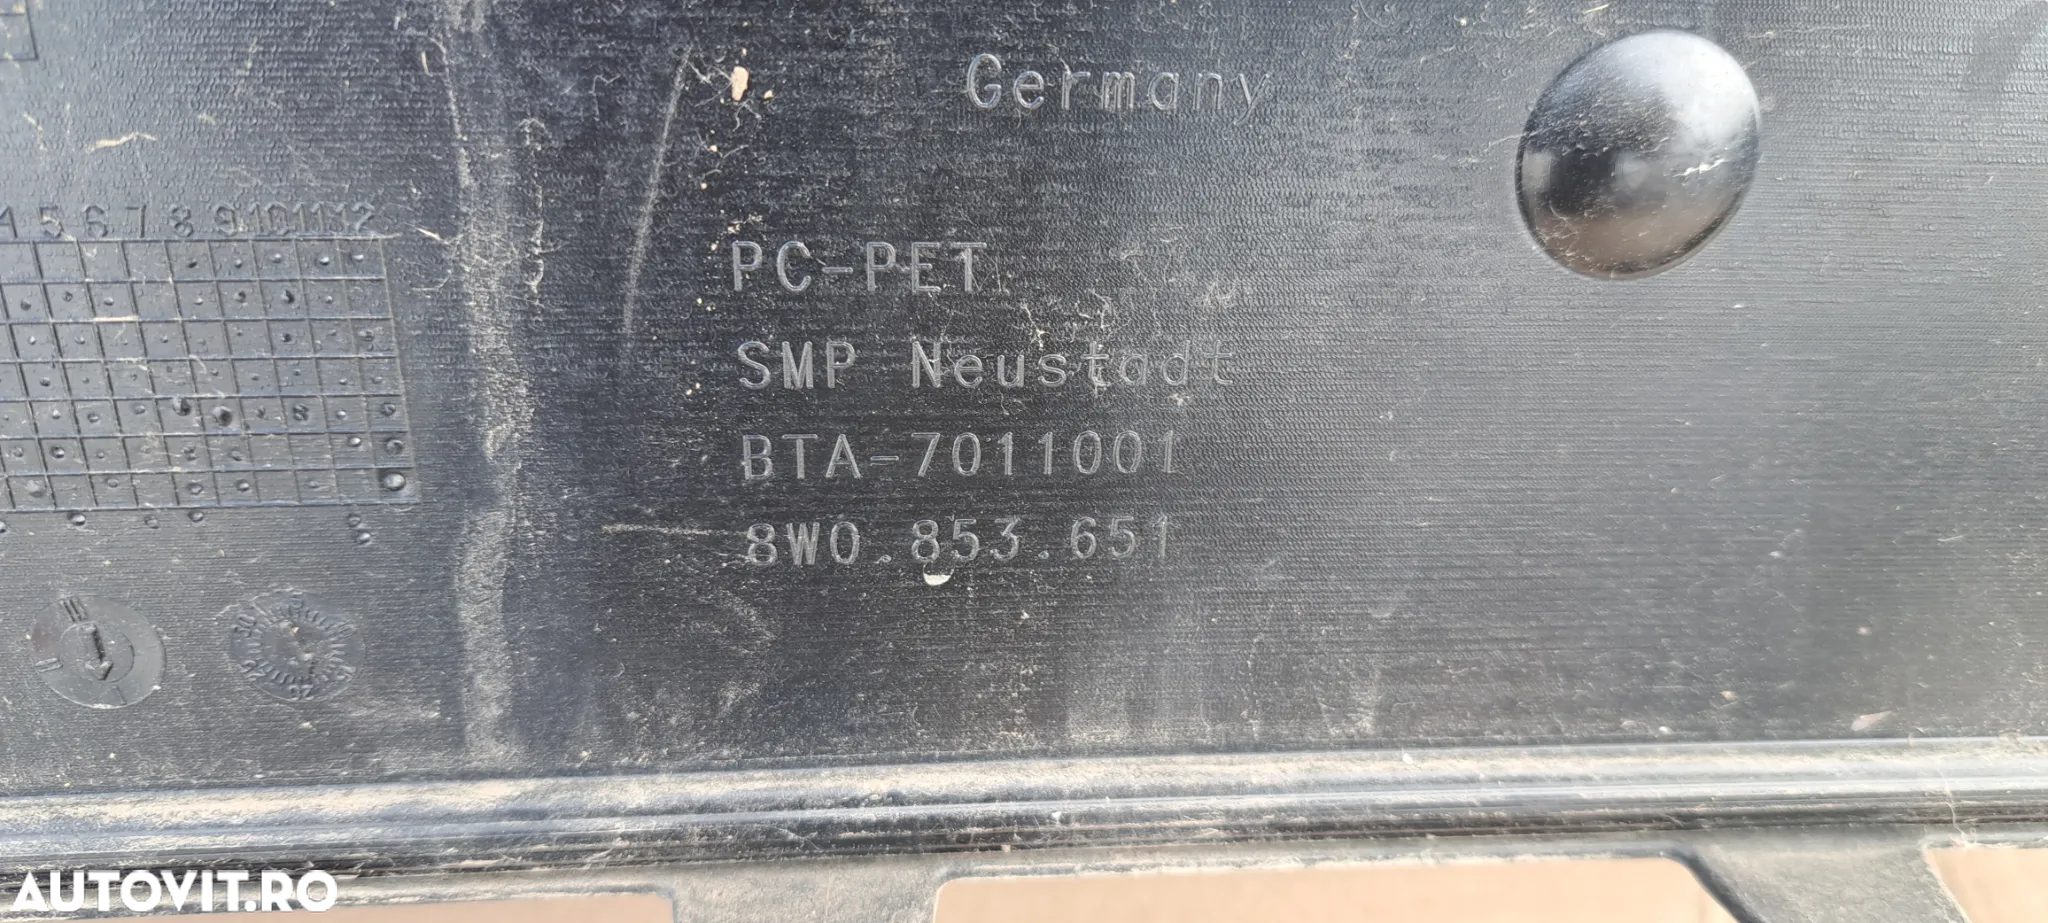 Germany
4 5 6 7 8 9 10 11 12
PC-PET
SMP Neustadt
BTA-7011001
8W0.853.651
AUTOVIT.RO